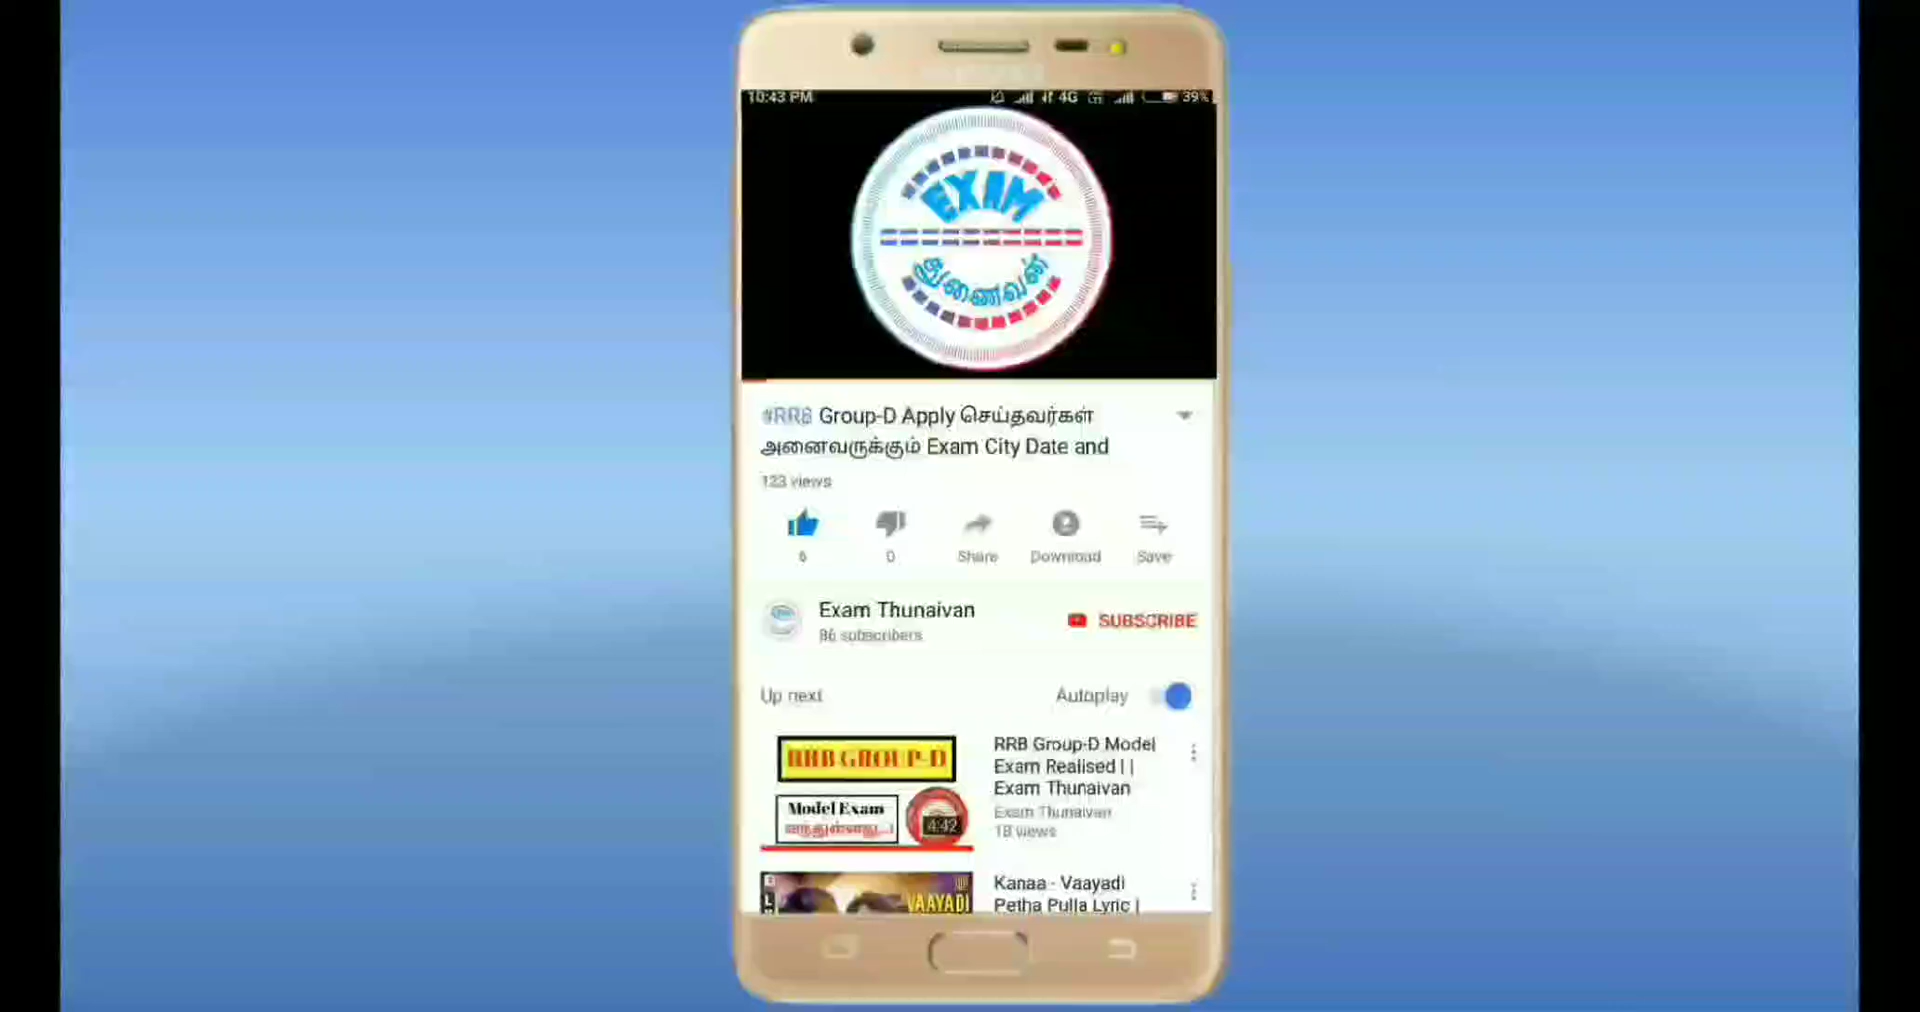 10:43 PM 4G 39%
EXAM
துணைவன்
#RRB Group-D Apply செய்தவர்கள்
அனைவருக்கும் Exam City Date and
123 views
6 0 Share Download Save
Exam Thunaivan
86 subscribers
SUBSCRIBE
Up next Autoplay
RRB GROUP-D
Model Exam
வந்துள்ளது...!
4:42
RRB Group-D Model
Exam Realised ||
Exam Thunaivan
Exam Thunaivan
18 views
VAAYADI
Kanaa - Vaayadi
Petha Pulla Lyric |